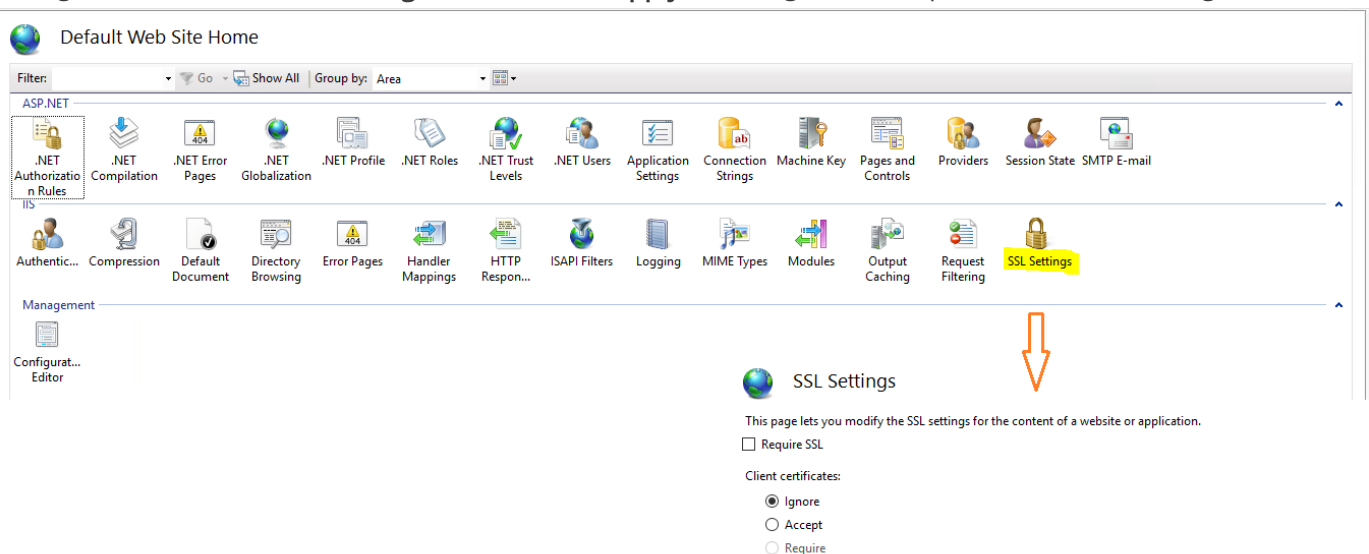 Default Web Site Home
Filter: Go Show All Group by: Area
ASP.NET
.NET Authorizatio n Rules
.NET Compilation
.NET Error Pages
.NET Globalization
.NET Profile
.NET Roles
.NET Trust Levels
.NET Users
Application Settings
Connection Strings
Machine Key
Pages and Controls
Providers
Session State
SMTP E-mail
IIS
Authentic...
Compression
Default Document
Directory Browsing
Error Pages
Handler Mappings
HTTP Respon...
ISAPI Filters
Logging
MIME Types
Modules
Output Caching
Request Filtering
SSL Settings
Management
Configurat... Editor
SSL Settings
This page lets you modify the SSL settings for the content of a website or application.
Require SSL
Client certificates:
Ignore
Accept
Require